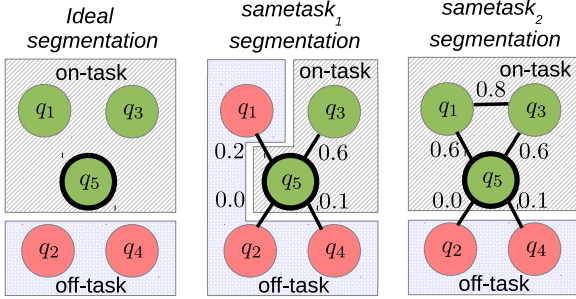 Ideal
segmentation
on-task
q1
q3
q5
q2
q4
off-task
sametask1
segmentation
on-task
q1
q3
0.2
0.6
q5
0.0
0.1
q2
q4
off-task
sametask2
segmentation
on-task
0.8
q1
q3
0.6
0.6
q5
0.0
0.1
q2
q4
off-task